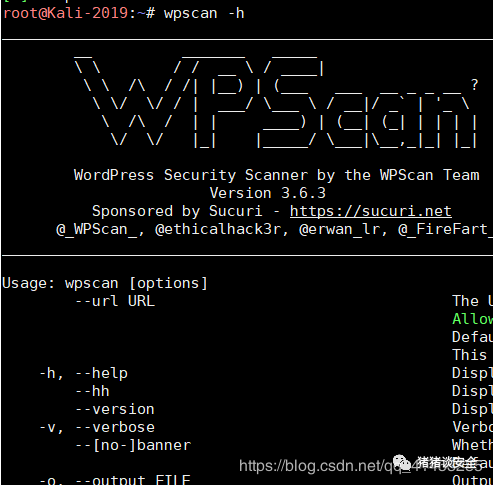 root@Kali-2019:~# wpscan -h
WPScan ?
WordPress Security Scanner by the WPScan Team
Version 3.6.3
Sponsored by Sucuri - https://sucuri.net
@_WPScan_, @ethicalhack3r, @erwan_lr, @_FireFart_
Usage: wpscan [options]
--url URL The U
Allow
Defau
This
-h, --help Displ
--hh Displ
--version Displ
-v, --verbose Verbo
--[no-]banner Wheth
猪猪谈安全
https://blog.csdn.net/qq_
-o, --output FILE Outpu